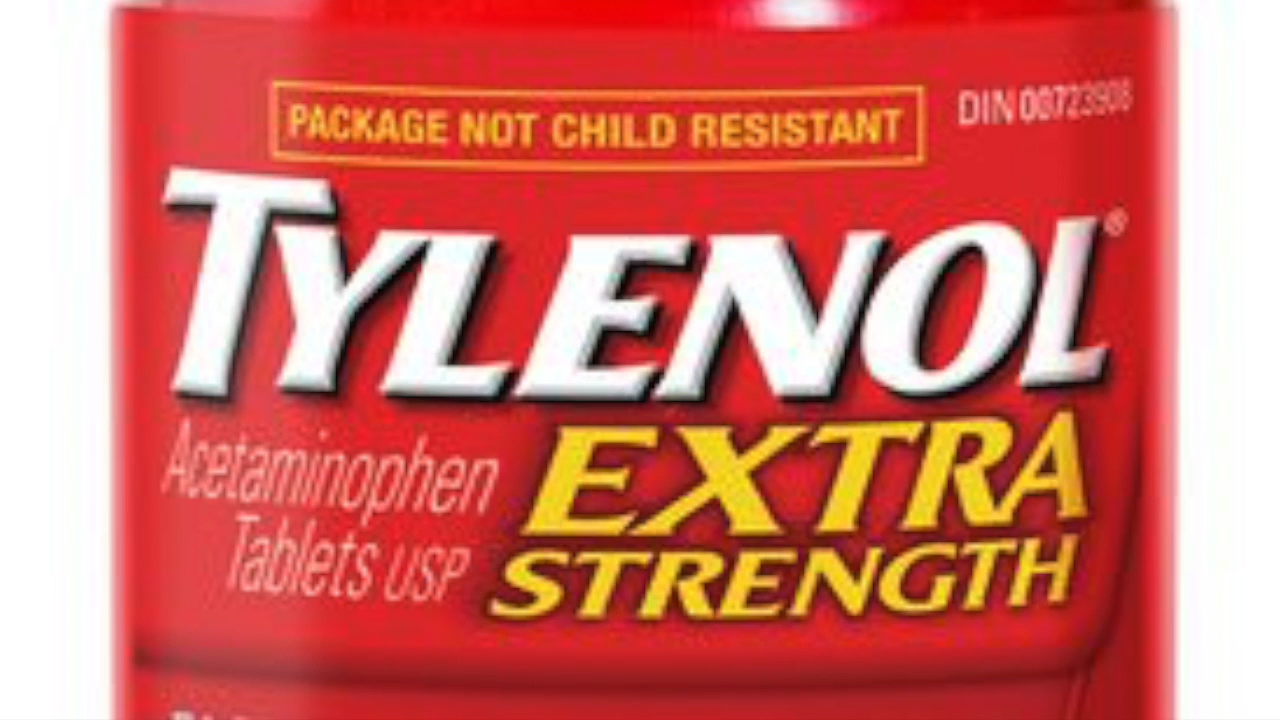 PACKAGE NOT CHILD RESISTANT
DIN 00723908
TYLENOL®
Acetaminophen
Tablets USP
EXTRA
STRENGTH